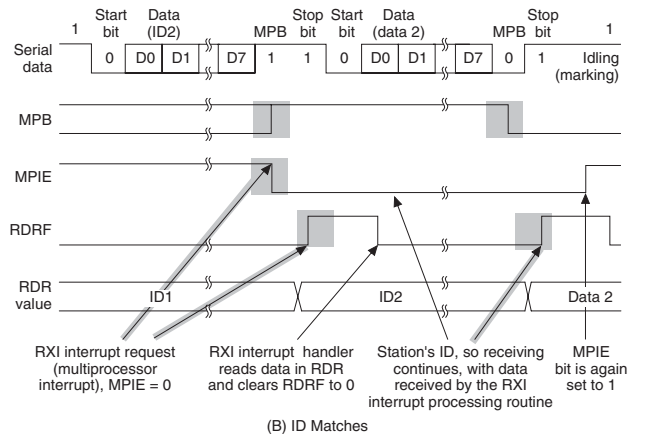 Start bit Data (ID2) MPB Stop bit Start bit Data (data 2) MPB Stop bit
1 1
Serial data 0 D0 D1 D7 1 1 0 D0 D1 D7 0 1 Idling (marking)
MPB
MPIE
RDRF
RDR value ID1 ID2 Data 2
RXI interrupt request
(multiprocessor
interrupt), MPIE = 0
RXI interrupt handler
reads data in RDR
and clears RDRF to 0
Station's ID, so receiving
continues, with data
received by the RXI
interrupt processing routine
MPIE
bit is again
set to 1
(B) ID Matches